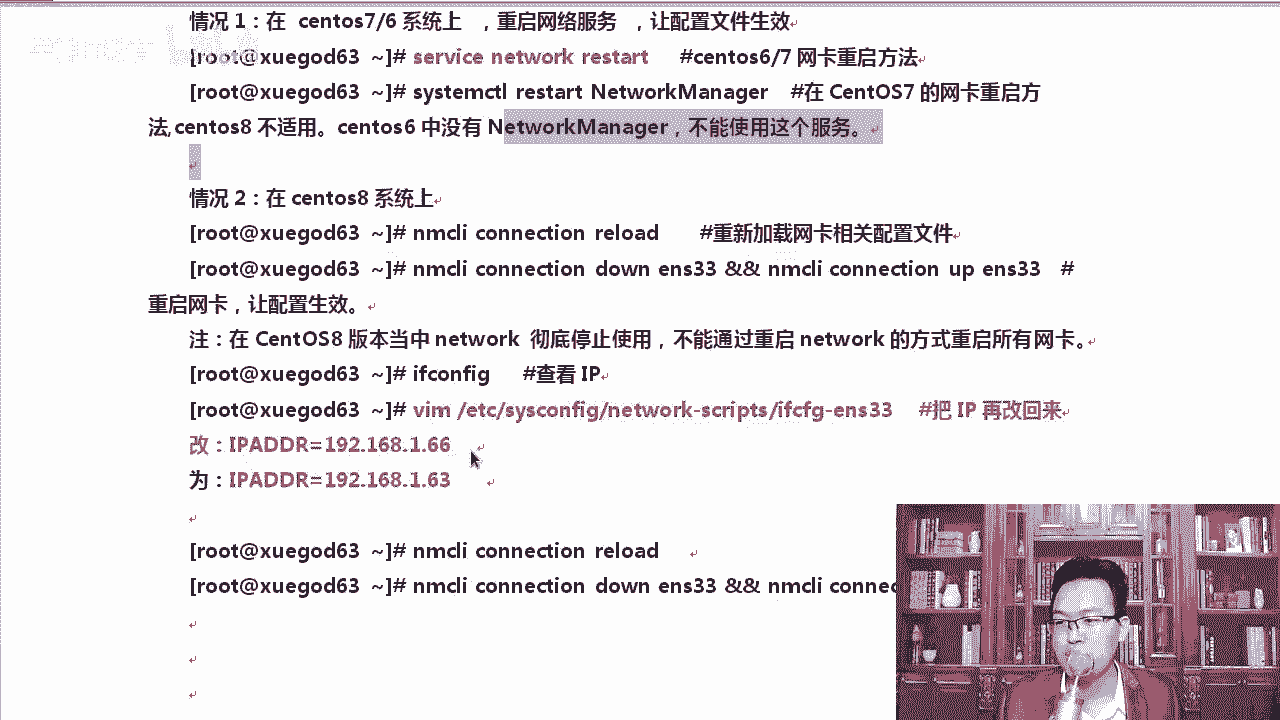 情况 1：在 centos7/6 系统上 ，重启网络服务 ，让配置文件生效
[root@xuegod63 ~]# service network restart #centos6/7 网卡重启方法
[root@xuegod63 ~]# systemctl restart NetworkManager #在 CentOS7 的网卡重启方
法,centos8 不适用。centos6 中没有 NetworkManager，不能使用这个服务。
情况 2：在 centos8 系统上
[root@xuegod63 ~]# nmcli connection reload #重新加载网卡相关配置文件
[root@xuegod63 ~]# nmcli connection down ens33 && nmcli connection up ens33 #
重启网卡，让配置生效。
注：在 CentOS8 版本当中 network 彻底停止使用，不能通过重启 network 的方式重启所有网卡。
[root@xuegod63 ~]# ifconfig #查看 IP
[root@xuegod63 ~]# vim /etc/sysconfig/network-scripts/ifcfg-ens33 #把 IP 再改回来
改：IPADDR=192.168.1.66
为：IPADDR=192.168.1.63
[root@xuegod63 ~]# nmcli connection reload
[root@xuegod63 ~]# nmcli connection down ens33 && nmcli connec